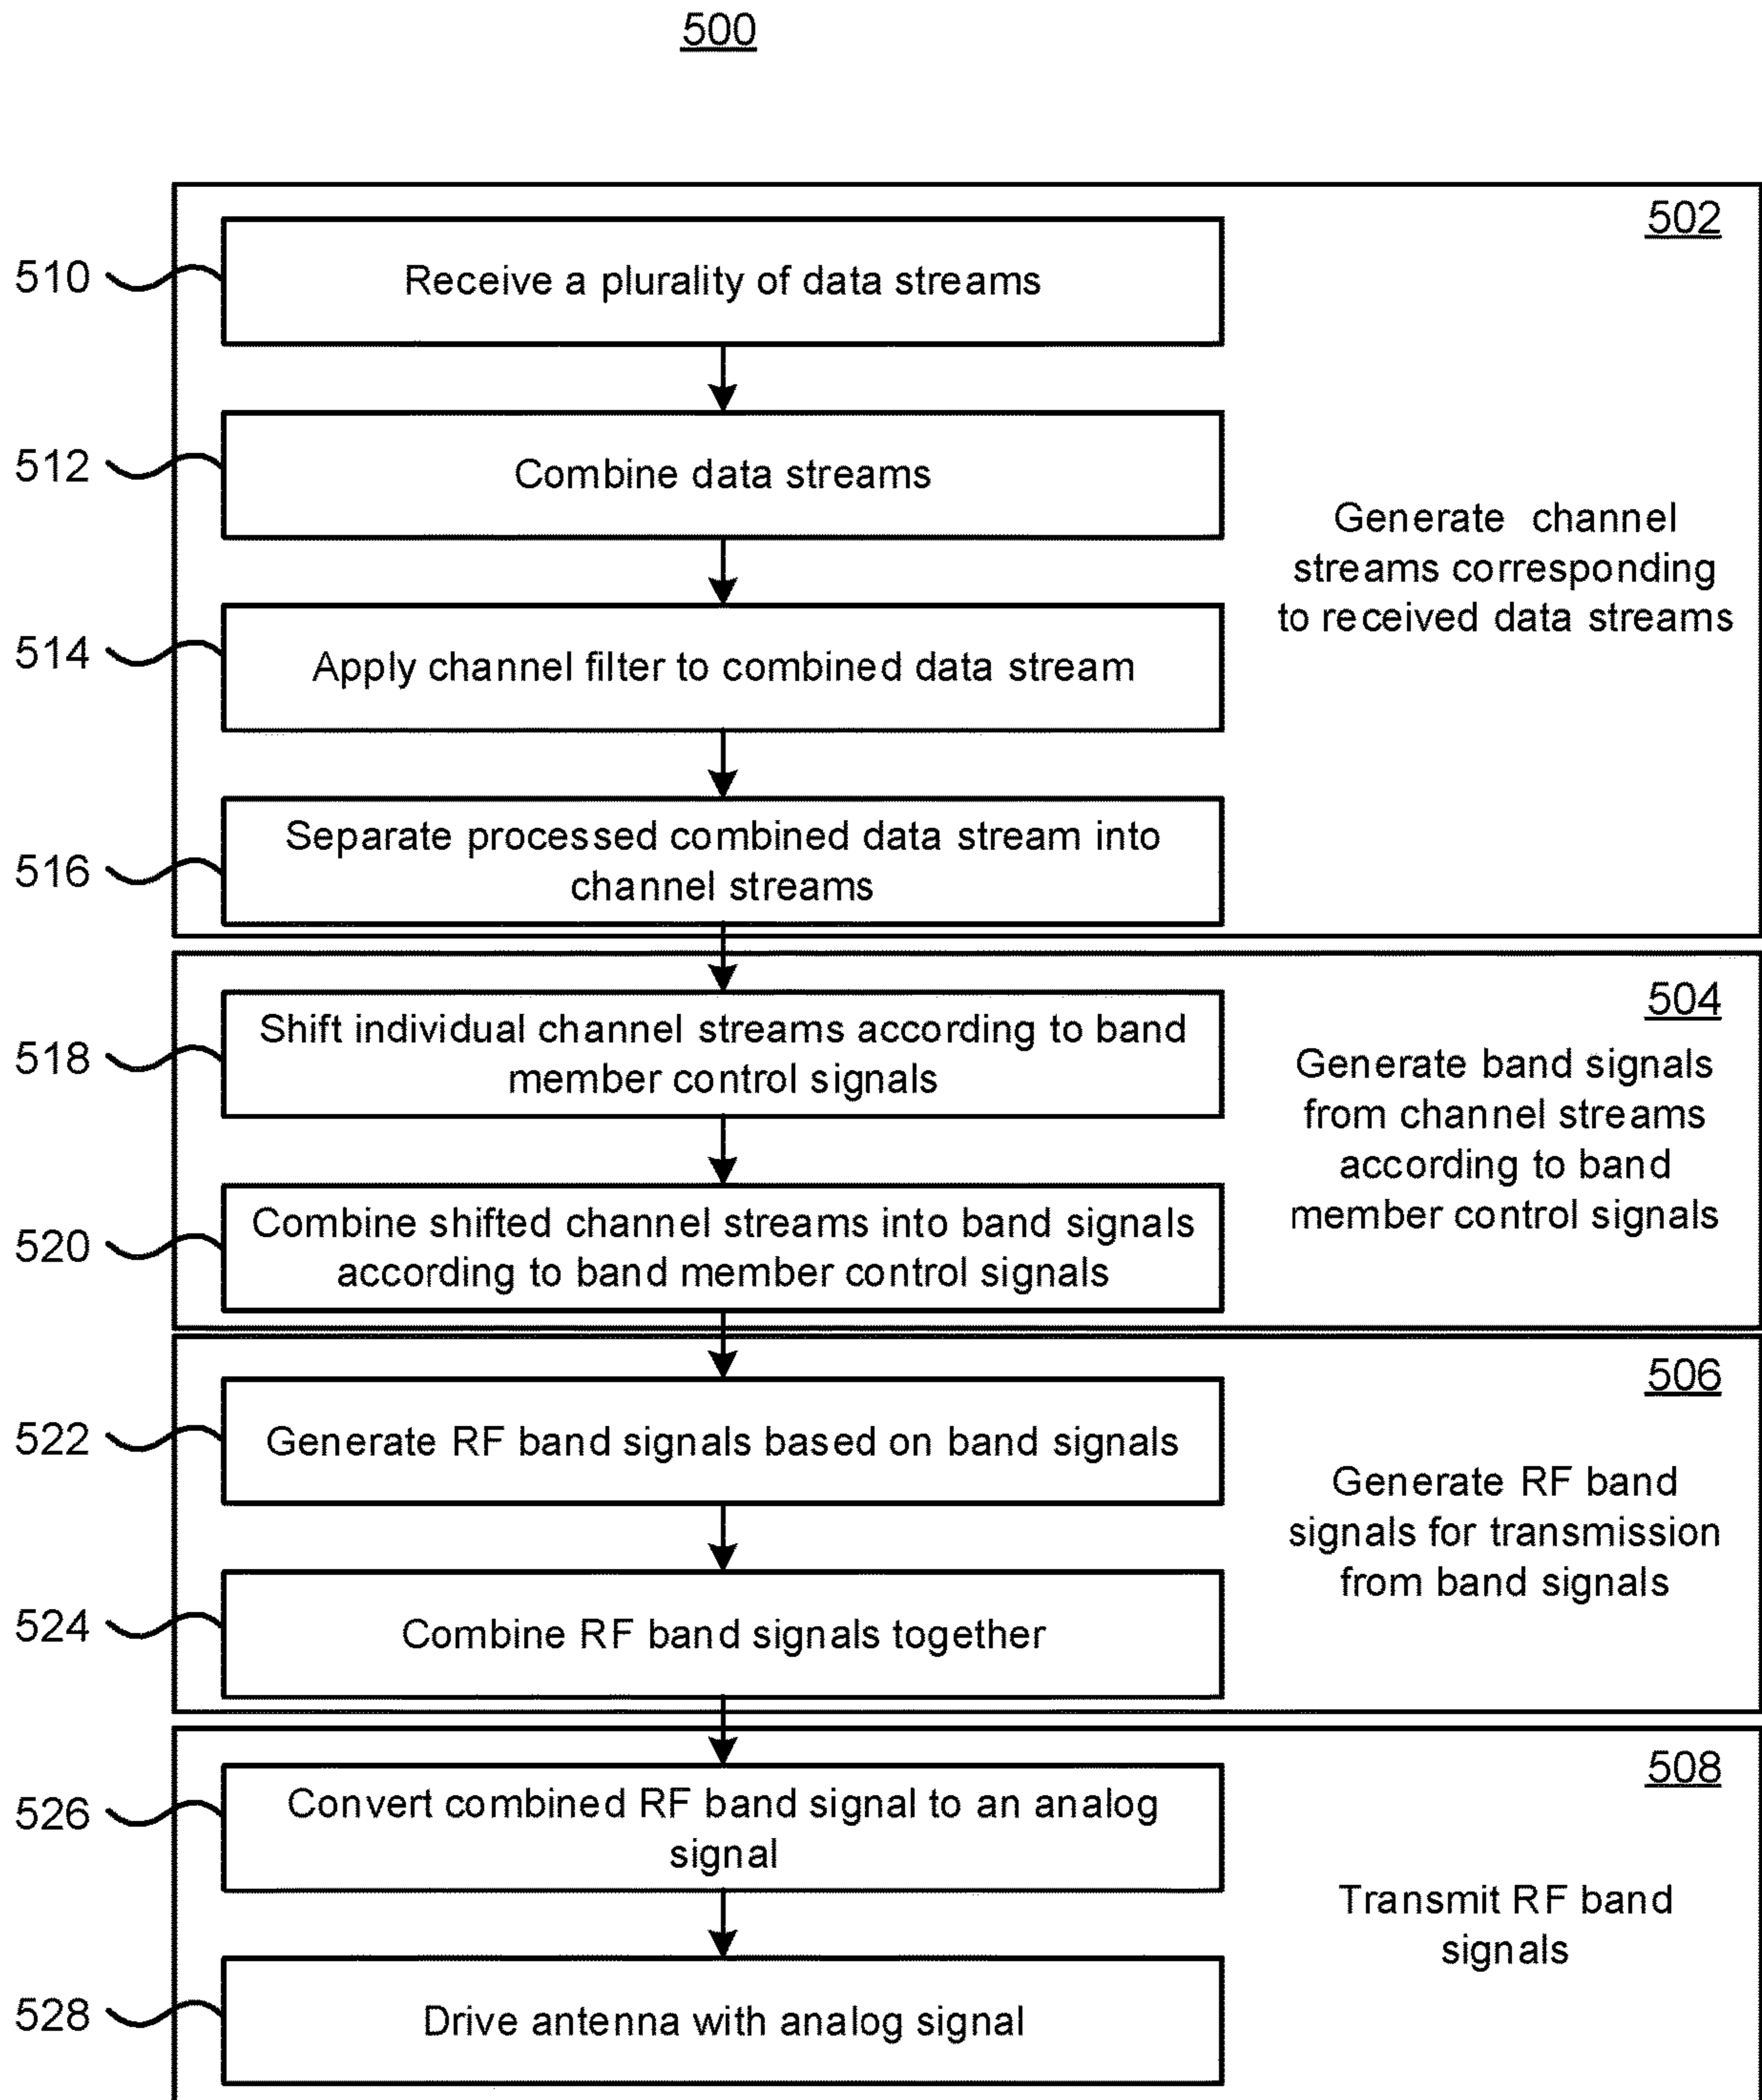 500
502
510
Receive a plurality of data streams
512
Combine data streams
Generate channel
streams corresponding
to received data streams
514
Apply channel filter to combined data stream
516
Separate processed combined data stream into
channel streams
504
518
Shift individual channel streams according to band
member control signals
Generate band signals
from channel streams
according to band
member control signals
520
Combine shifted channel streams into band signals
according to band member control signals
506
522
Generate RF band signals based on band signals
Generate RF band
signals for transmission
from band signals
524
Combine RF band signals together
508
526
Convert combined RF band signal to an analog
signal
Transmit RF band
signals
528
Drive antenna with analog signal